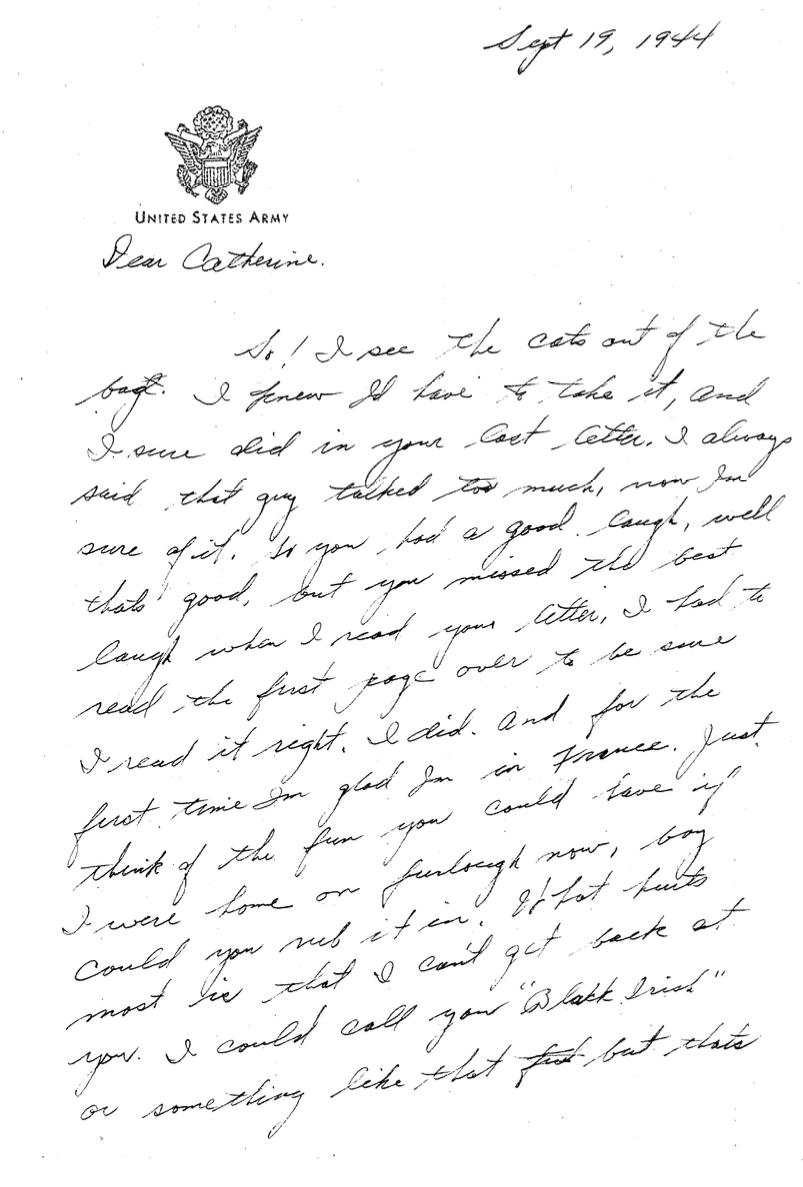 Sept 19, 1944
UNITED STATES ARMY
Dear Catherine.
So! I see the cats out of the
bag. I knew Id have to take it, and
I sure did in your last letter. I always
said that guy talked too much, now Im
sure of it. So you had a good laugh, well
thats good, but you missed the best
laugh when I read your letter, I had to
read the first page over to be sure
I read it right. I did. And for the
first time Im glad Im in France. Just
think of the fun you could have if
I were home on furlough now, boy
could you rub it in. What hurts
most is that I cant get back at
you. I could call you "Black Irish"
or something like that but thats